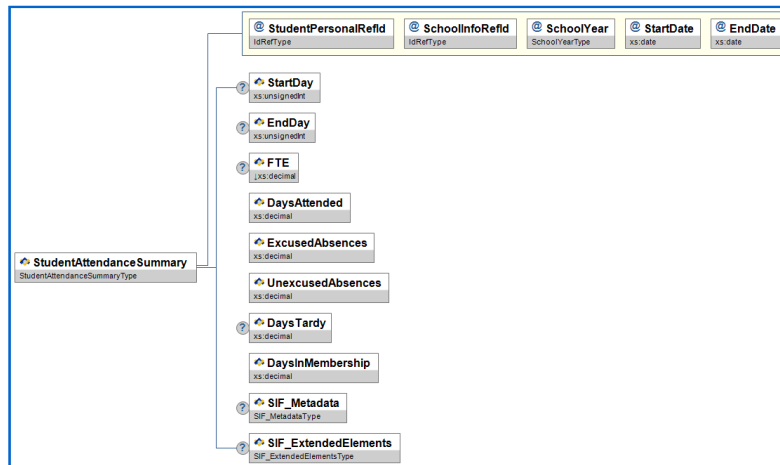 @ StudentPersonalRefId
IdRefType
@ SchoolInfoRefId
IdRefType
@ SchoolYear
SchoolYearType
@ StartDate
xs:date
@ EndDate
xs:date
? StartDay
xs:unsignedInt
? EndDay
xs:unsignedInt
? FTE
↓xs:decimal
DaysAttended
xs:decimal
ExcusedAbsences
xs:decimal
StudentAttendanceSummary
StudentAttendanceSummaryType
UnexcusedAbsences
xs:decimal
? DaysTardy
xs:decimal
DaysInMembership
xs:decimal
? SIF_Metadata
SIF_MetadataType
? SIF_ExtendedElements
SIF_ExtendedElementsType